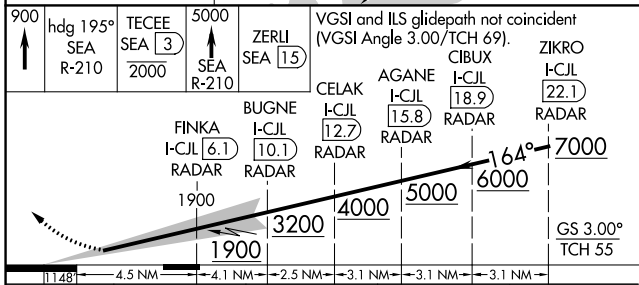 900
hdg 195°
SEA
R-210
TECEE
SEA 3
2000
5000
SEA
R-210
ZERLI
SEA 15
VGSI and ILS glidepath not coincident
(VGSI Angle 3.00/TCH 69).
ZIKRO
I-CJL
22.1
RADAR
CIBUX
I-CJL
18.9
RADAR
AGANE
I-CJL
15.8
RADAR
CELAK
I-CJL
12.7
RADAR
BUGNE
I-CJL
10.1
RADAR
FINKA
I-CJL 6.1
RADAR
1900
164°
7000
6000
5000
4000
3200
1900
GS 3.00°
TCH 55
1148'
4.5 NM
4.1 NM
2.5 NM
3.1 NM
3.1 NM
3.1 NM